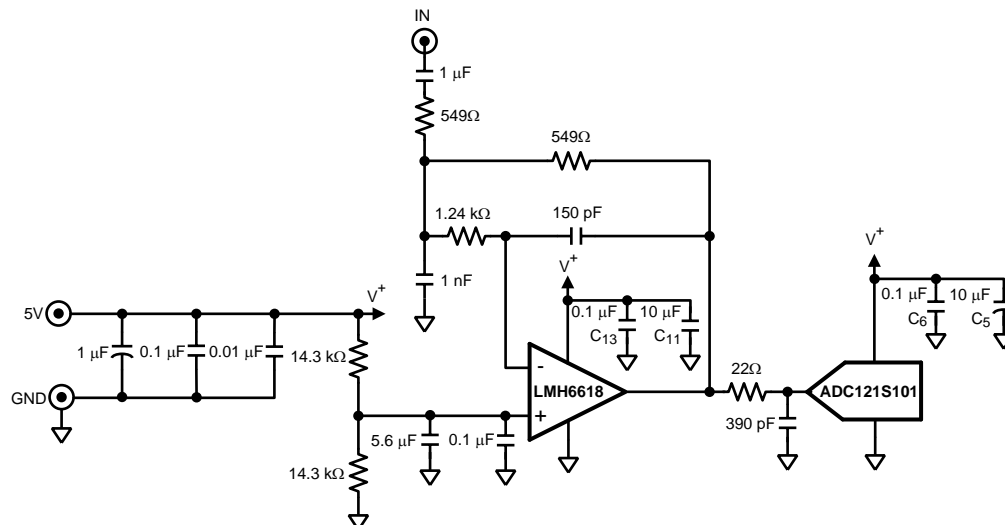 IN
1 μF
549Ω
549Ω
1.24 kΩ
150 pF
1 nF
V+
V+
V+
5V
1 μF
0.1 μF
0.01 μF
14.3 kΩ
GND
0.1 μF
C13
10 μF
C11
0.1 μF
C6
10 μF
C5
-
LMH6618
+
22Ω
ADC121S101
390 pF
5.6 μF
0.1 μF
14.3 kΩ